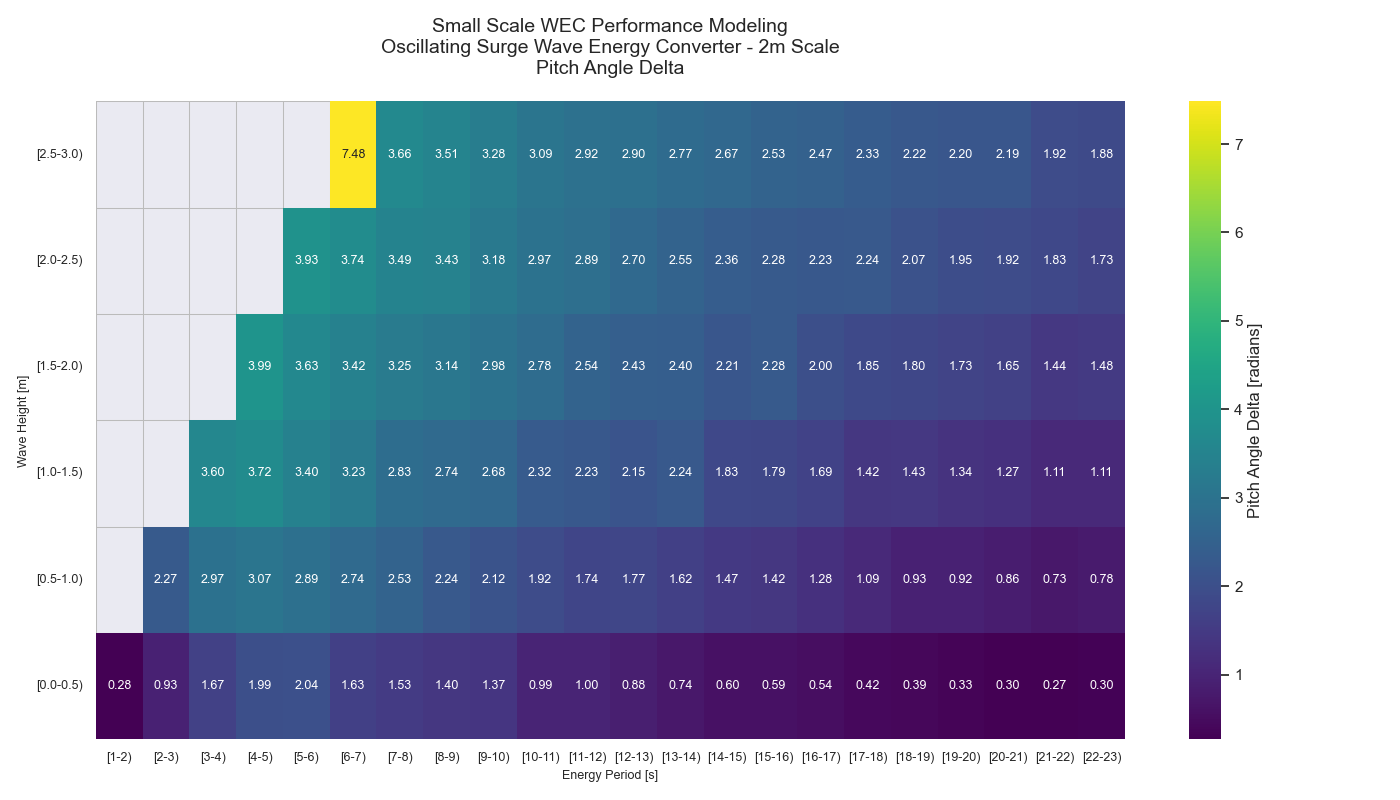 Small Scale WEC Performance Modeling
Oscillating Surge Wave Energy Converter - 2m Scale
Pitch Angle Delta
[2.5-3.0) 7.48 3.66 3.51 3.28 3.09 2.92 2.90 2.77 2.67 2.53 2.47 2.33 2.22 2.20 2.19 1.92 1.88
[2.0-2.5) 3.93 3.74 3.49 3.43 3.18 2.97 2.89 2.70 2.55 2.36 2.28 2.23 2.24 2.07 1.95 1.92 1.83 1.73
[1.5-2.0) 3.99 3.63 3.42 3.25 3.14 2.98 2.78 2.54 2.43 2.40 2.21 2.28 2.00 1.85 1.80 1.73 1.65 1.44 1.48
[1.0-1.5) 3.60 3.72 3.40 3.23 2.83 2.74 2.68 2.32 2.23 2.15 2.24 1.83 1.79 1.69 1.42 1.43 1.34 1.27 1.11 1.11
[0.5-1.0) 2.27 2.97 3.07 2.89 2.74 2.53 2.24 2.12 1.92 1.74 1.77 1.62 1.47 1.42 1.28 1.09 0.93 0.92 0.86 0.73 0.78
[0.0-0.5) 0.28 0.93 1.67 1.99 2.04 1.63 1.53 1.40 1.37 0.99 1.00 0.88 0.74 0.60 0.59 0.54 0.42 0.39 0.33 0.30 0.27 0.30
[1-2) [2-3) [3-4) [4-5) [5-6) [6-7) [7-8) [8-9) [9-10) [10-11) [11-12) [12-13) [13-14) [14-15) [15-16) [16-17) [17-18) [18-19) [19-20) [20-21) [21-22) [22-23)
Energy Period [s]
Wave Height [m]
7
6
5
4
3
2
1
Pitch Angle Delta [radians]